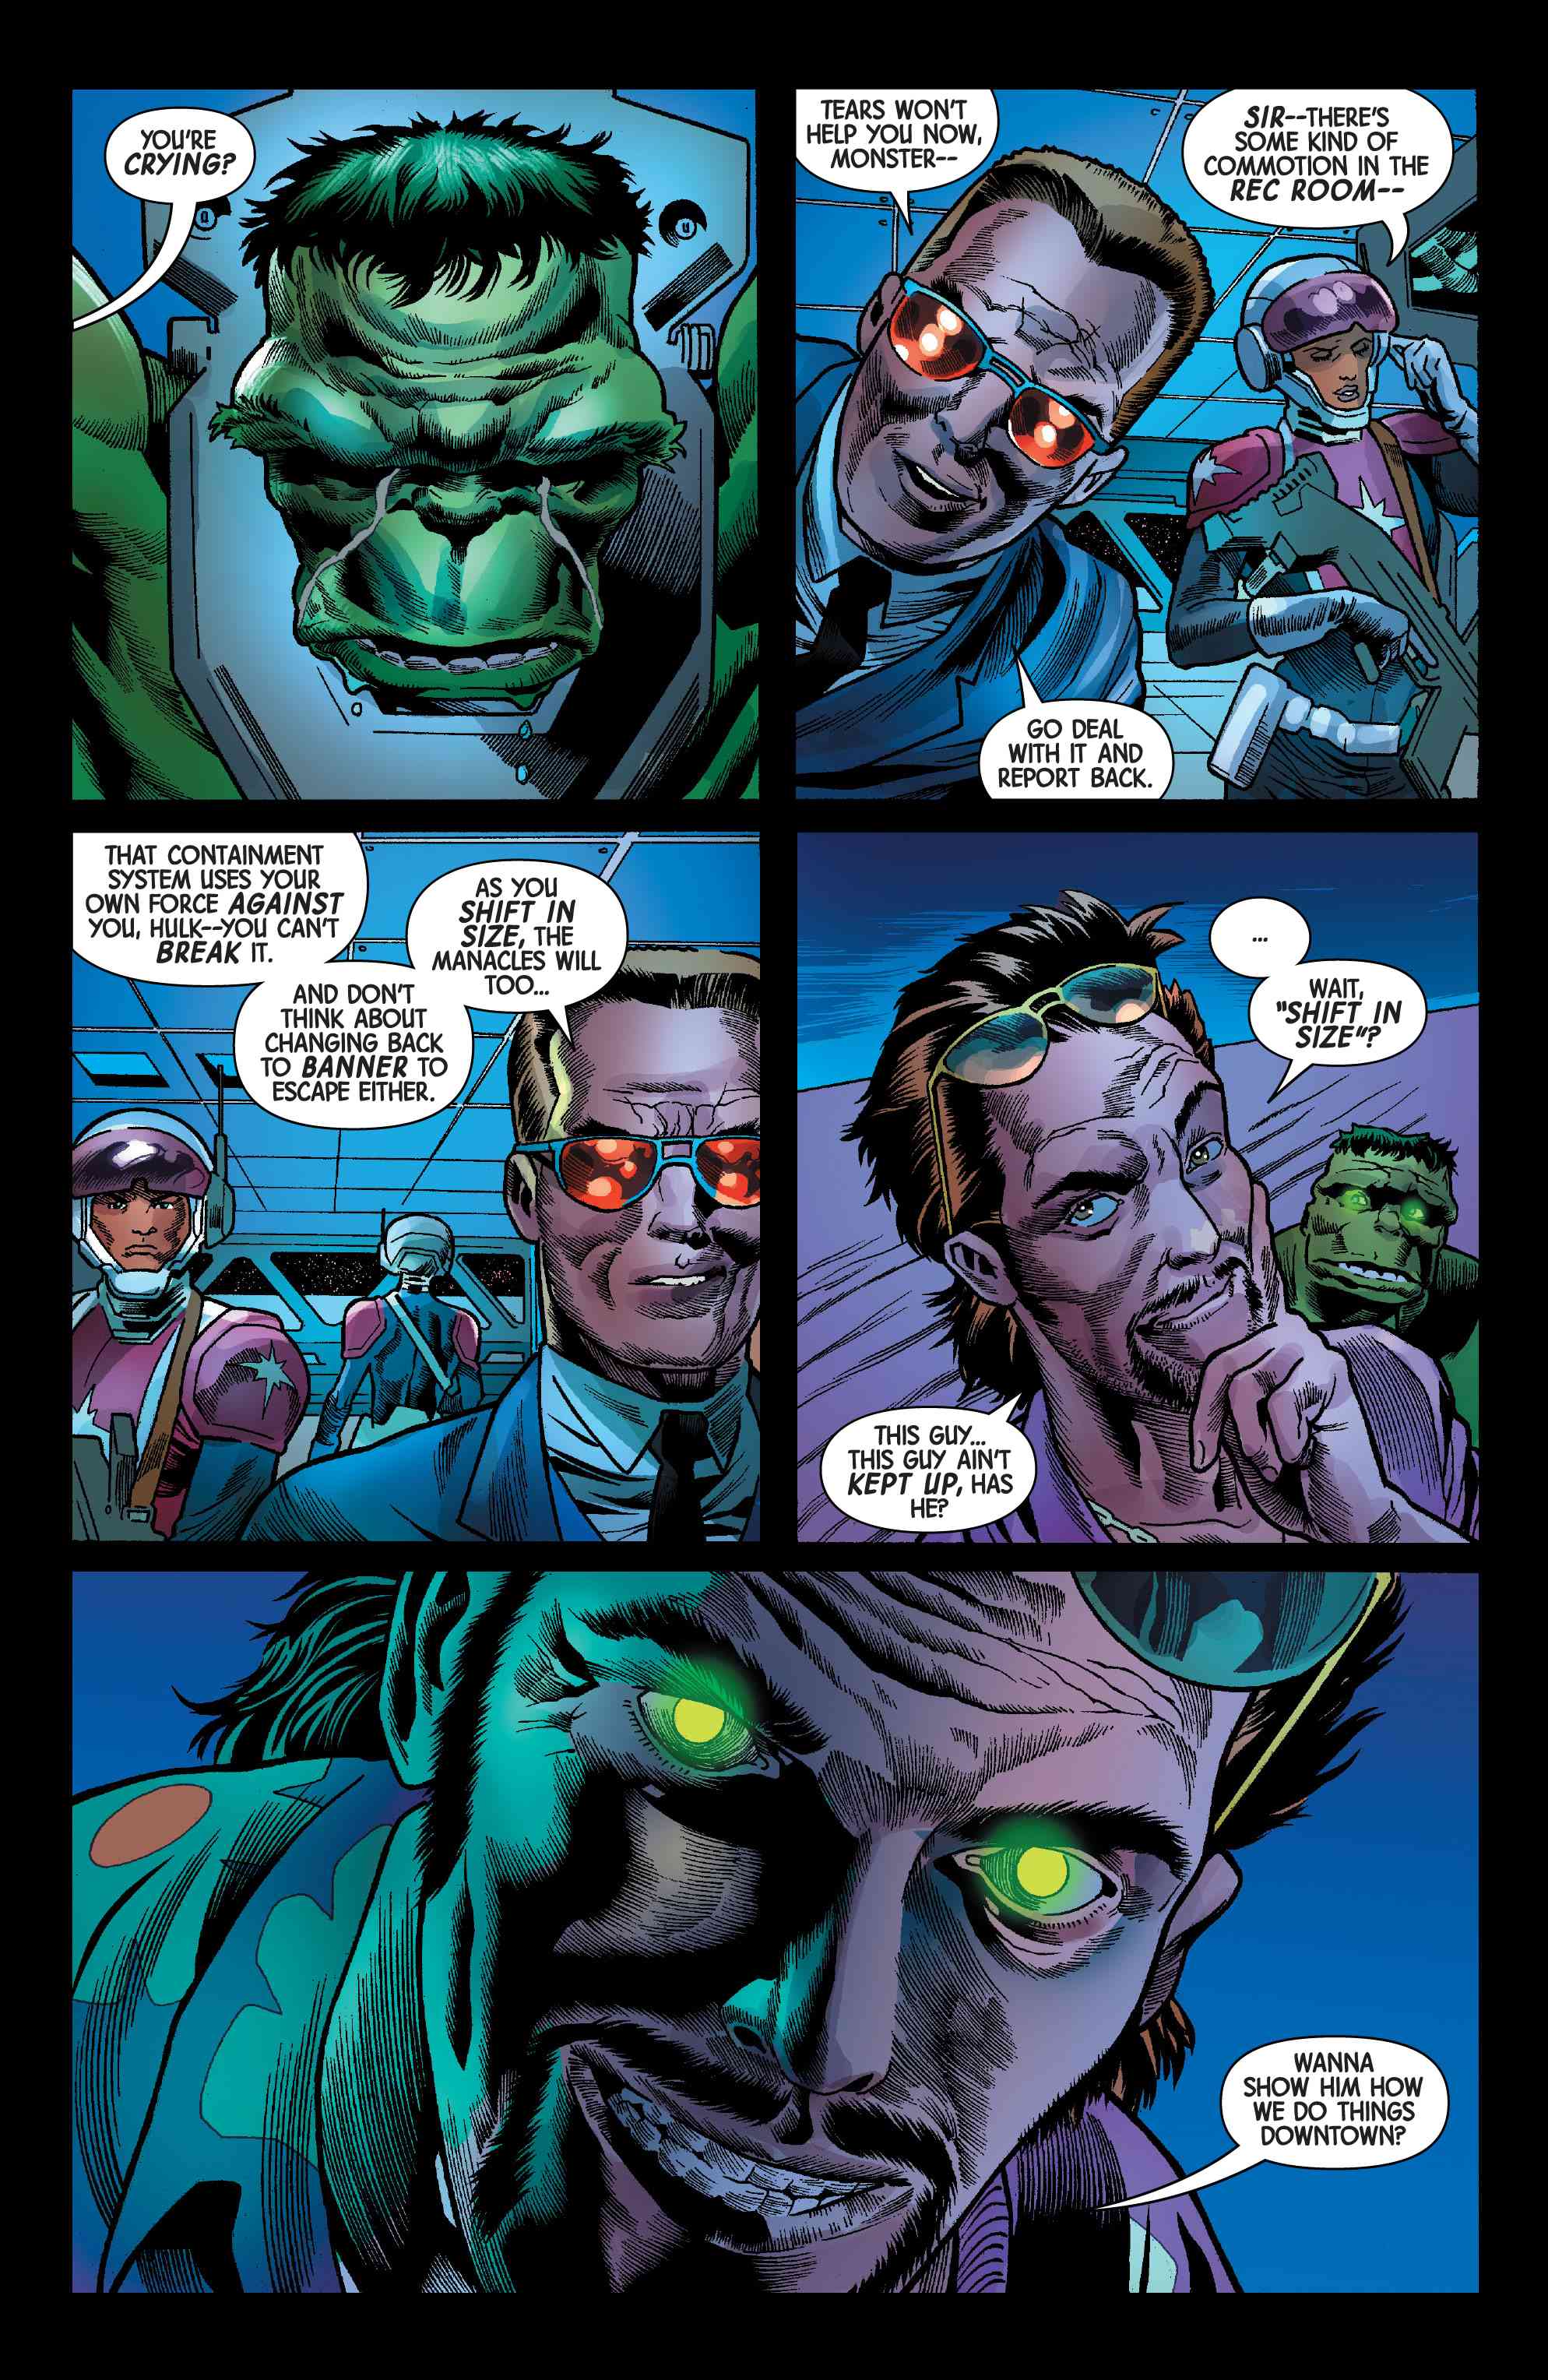 YOU'RE
CRYING?
TEARS WON'T
HELP YOU NOW,
MONSTER--
SIR--THERE'S
SOME KIND OF
COMMOTION IN THE
REC ROOM--
GO DEAL
WITH IT AND
REPORT BACK.
THAT CONTAINMENT
SYSTEM USES YOUR
OWN FORCE AGAINST
YOU, HULK--YOU CAN'T
BREAK IT.
AND DON'T
THINK ABOUT
CHANGING BACK
TO BANNER TO
ESCAPE EITHER.
AS YOU
SHIFT IN
SIZE, THE
MANACLES WILL
TOO...
...
WAIT,
"SHIFT IN
SIZE"?
THIS GUY...
THIS GUY AIN'T
KEPT UP, HAS
HE?
WANNA
SHOW HIM HOW
WE DO THINGS
DOWNTOWN?